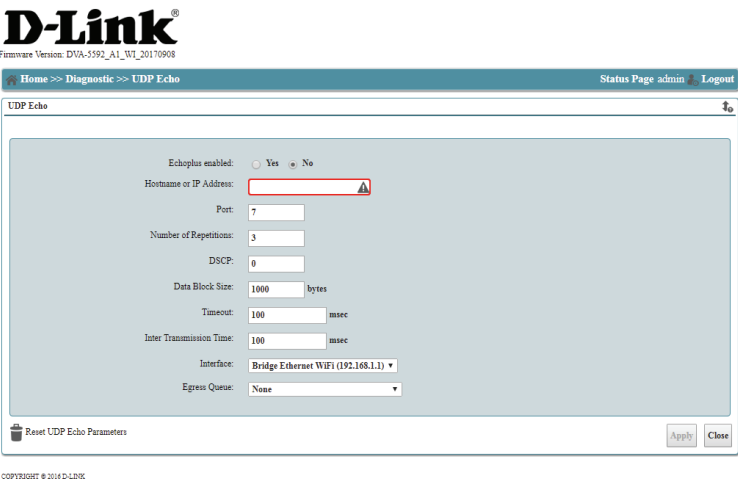 D-Link®
Firmware Version: DVA-5592_A1_WI_20170908
Home >> Diagnostic >> UDP Echo Status Page admin Logout
UDP Echo
Echoplus enabled: Yes No
Hostname or IP Address:
Port: 7
Number of Repetitions: 3
DSCP: 0
Data Block Size: 1000 bytes
Timeout: 100 msec
Inter Transmission Time: 100 msec
Interface: Bridge Ethernet WiFi (192.168.1.1)
Egress Queue: None
Reset UDP Echo Parameters Apply Close
COPYRIGHT © 2016 D-LINK